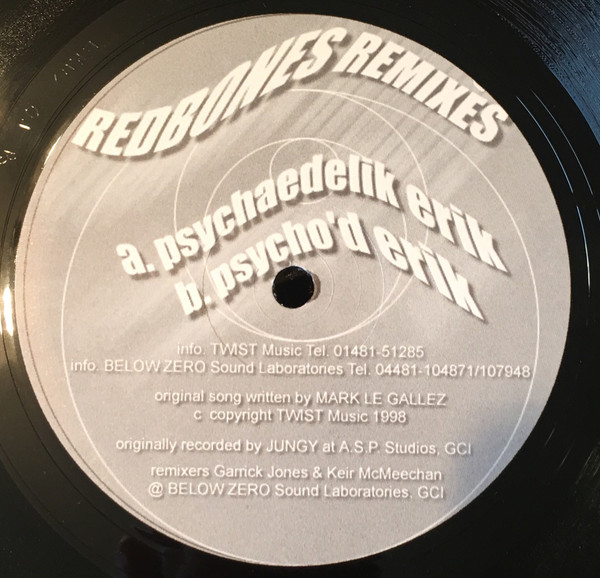 REDBONES REMIXES
a. psychaedelik erik
b. psycho'd erik
info. TWIST Music Tel. 01481-51285
info. BELOW ZERO Sound Laboratories Tel. 04481-104871/107948
original song written by MARK LE GALLEZ
c copyright TWIST Music 1998
originally recorded by JUNGY at A.S.P. Studios, GCI
remixers Garrick Jones & Keir McMeechan
@ BELOW ZERO Sound Laboratories, GCI